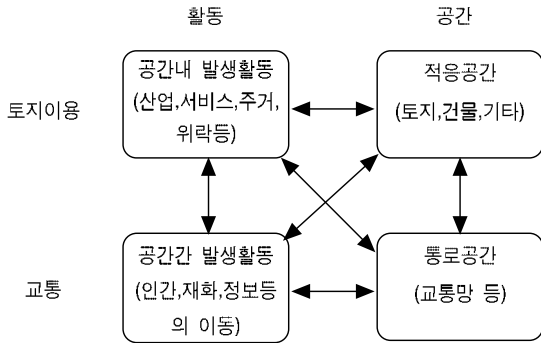 활동
공간
공간내 발생활동
(산업,서비스,주거,
위락등)
적응공간
(토지,건물,기타)
토지이용
공간간 발생활동
(인간,재화,정보등
의 이동)
통로공간
(교통망 등)
교통